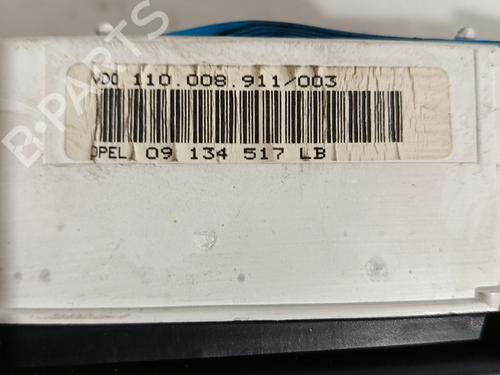 VDO 110.008.911/003
OPEL 09 134 517 LB
B-PARTS